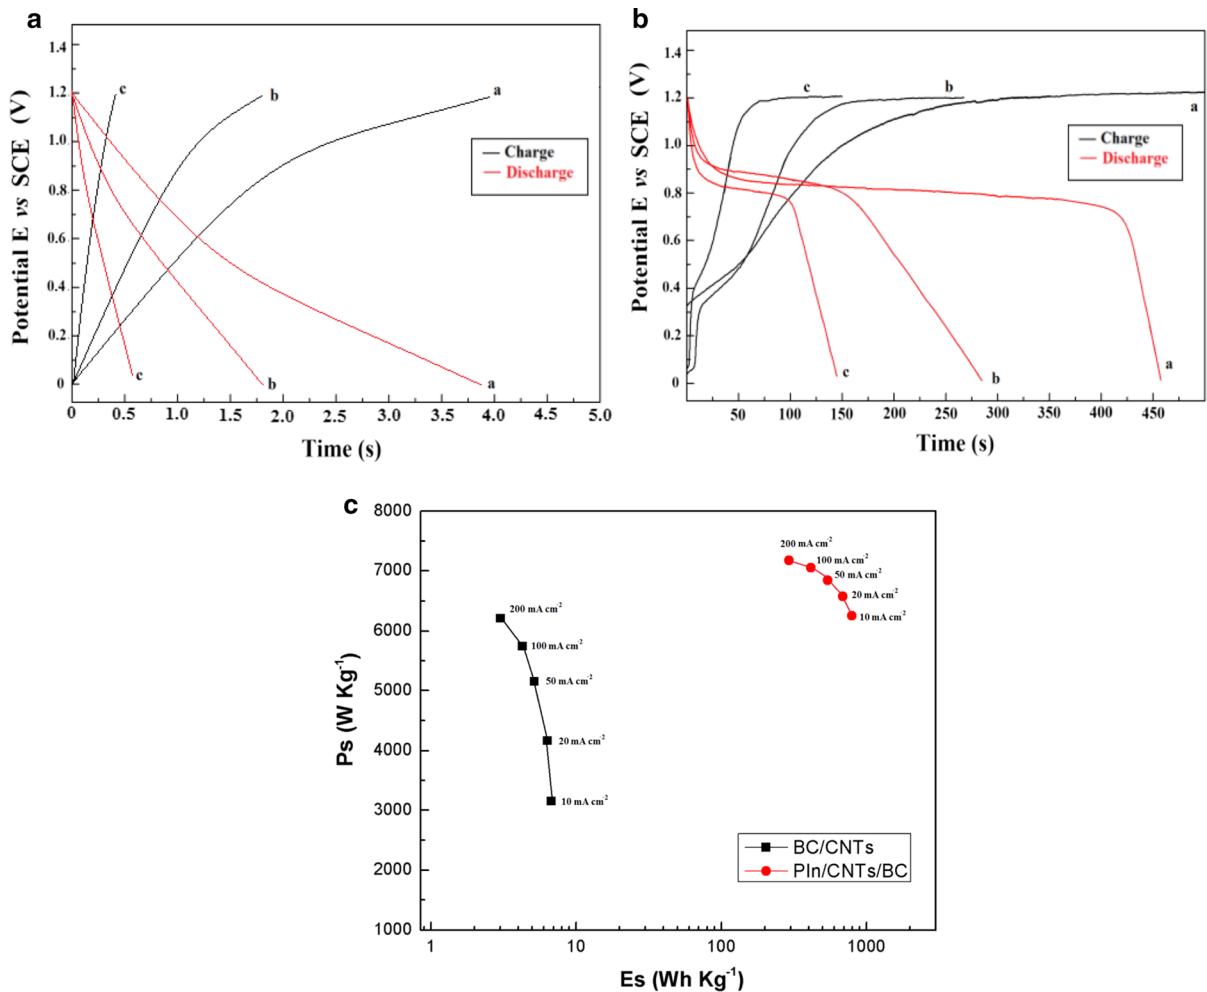 a
Potential E vs SCE (V)
1.4
1.2
1.0
0.8
0.6
0.4
0.2
0
c
b
a
Charge
Discharge
c
b
a
0
0.5
1.0
1.5
2.0
2.5
3.0
3.5
4.0
4.5
5.0
Time (s)
b
Potential E vs SCE (V)
1.4
1.2
1.0
0.8
0.6
0.4
0.2
0
c
b
a
Charge
Discharge
c
b
a
50
100
150
200
250
300
350
400
450
Time (s)
c
Ps (W Kg⁻¹)
8000
7000
6000
5000
4000
3000
2000
1000
200 mA cm⁻²
100 mA cm⁻²
50 mA cm⁻²
20 mA cm⁻²
10 mA cm⁻²
200 mA cm⁻²
100 mA cm⁻²
50 mA cm⁻²
20 mA cm⁻²
10 mA cm⁻²
BC/CNTs
PIn/CNTs/BC
1
10
100
1000
Es (Wh Kg⁻¹)